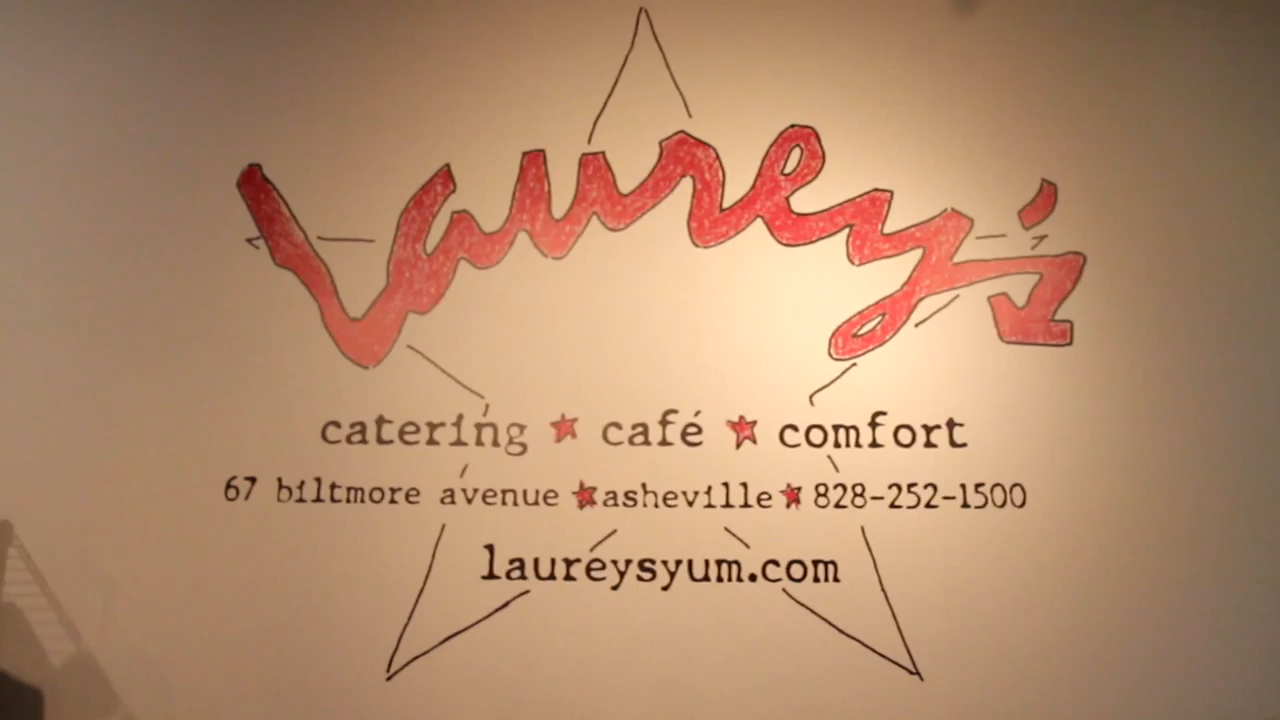 Laurey's
catering ★ café ★ comfort
67 biltmore avenue ★ asheville ★ 828-252-1500
laureysyum.com